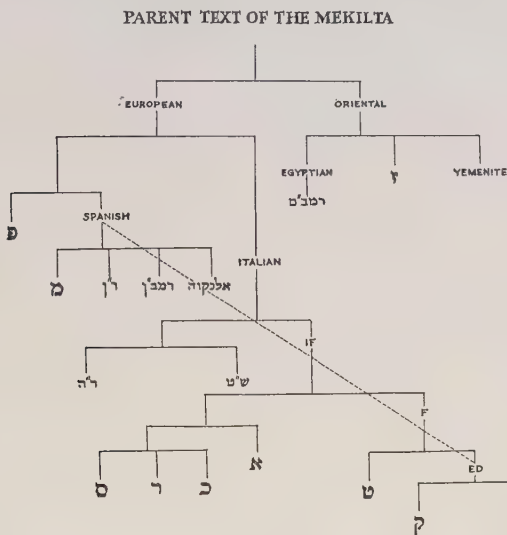 PARENT TEXT OF THE MEKILTA
EUROPEAN ORIENTAL
EGYPTIAN ז YEMENITE
רמב"ם
פ SPANISH
מ ר"ן רמב"ן אלנקוה
ITALIAN
IF
ר"ה ש"ט
F
ס ר כ א ט ED
ק